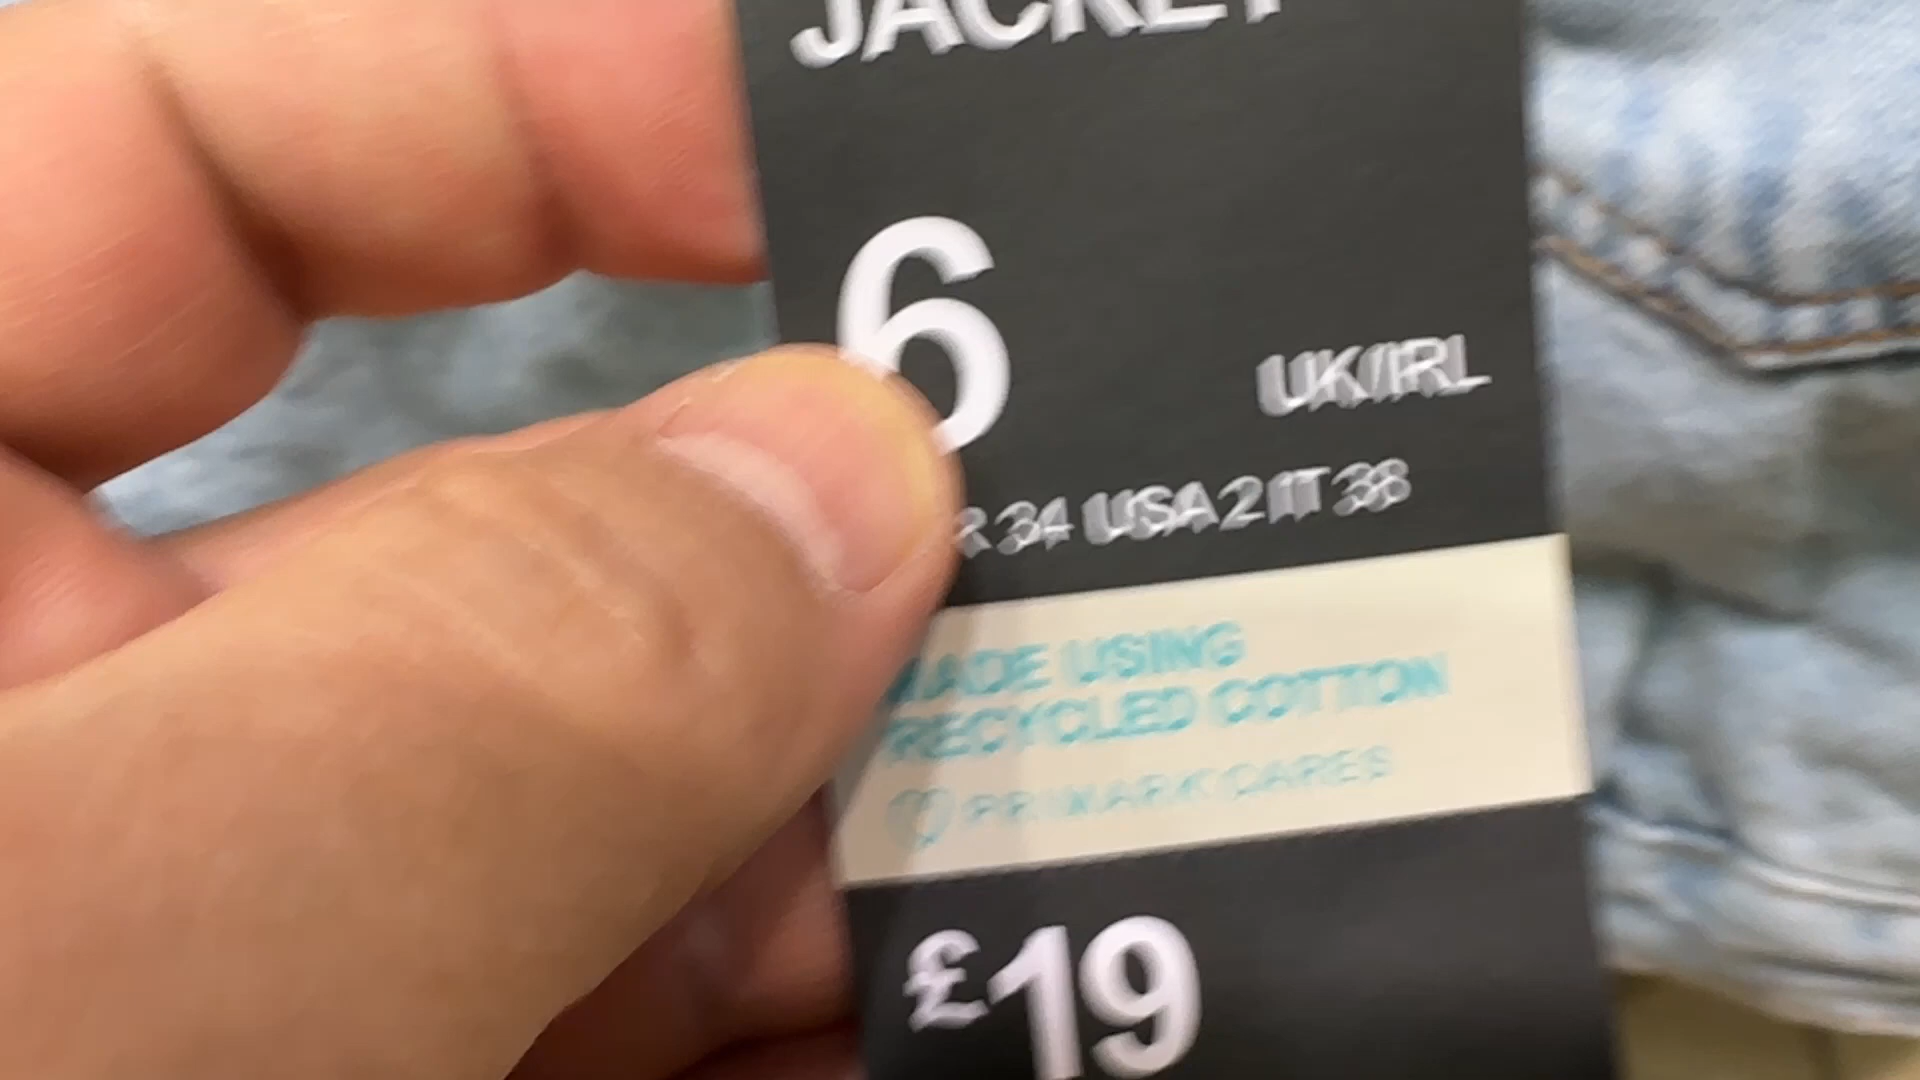 JACKET
6
UK/IRL
34 USA 2 IT 38
MADE USING
RECYCLED COTTON
PRIMARK CARES
£19